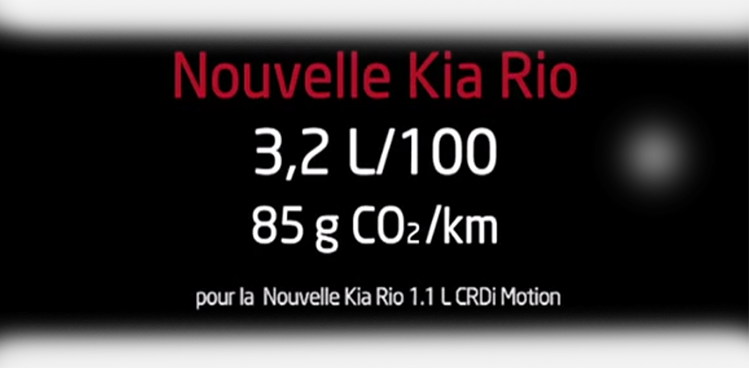 Nouvelle Kia Rio
3,2 L/100
85 g CO₂/km
pour la Nouvelle Kia Rio 1.1 L CRDi Motion